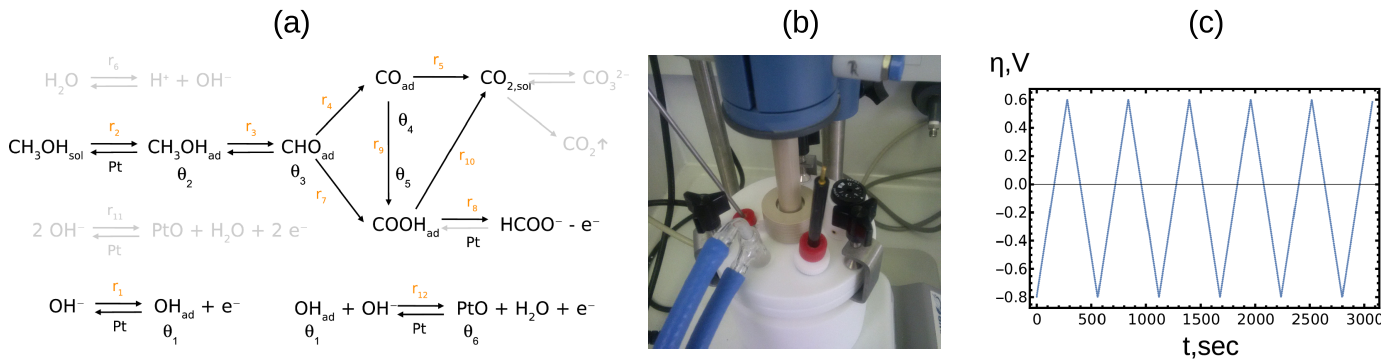 (a)
r₆
H₂O H⁺ + OH⁻
r₂ r₃
CH₃OHsol CH₃OHad CHOad
Pt
θ₂ θ₃
r₄ r₇
COad r₅ CO₂,sol CO₃²⁻
θ₄
r₉ r₁₀ CO₂↑
θ₅
COOHad r₈ HCOO⁻ - e⁻
Pt
r₁₁
2 OH⁻ PtO + H₂O + 2 e⁻
Pt
r₁
OH⁻ OHad + e⁻
Pt
θ₁
r₁₂
OHad + OH⁻ PtO + H₂O + e⁻
Pt
θ₁ θ₆
(b)
(c)
η,V
0.6
0.4
0.2
0.0
−0.2
−0.4
−0.6
−0.8
0 500 1000 1500 2000 2500 3000
t,sec